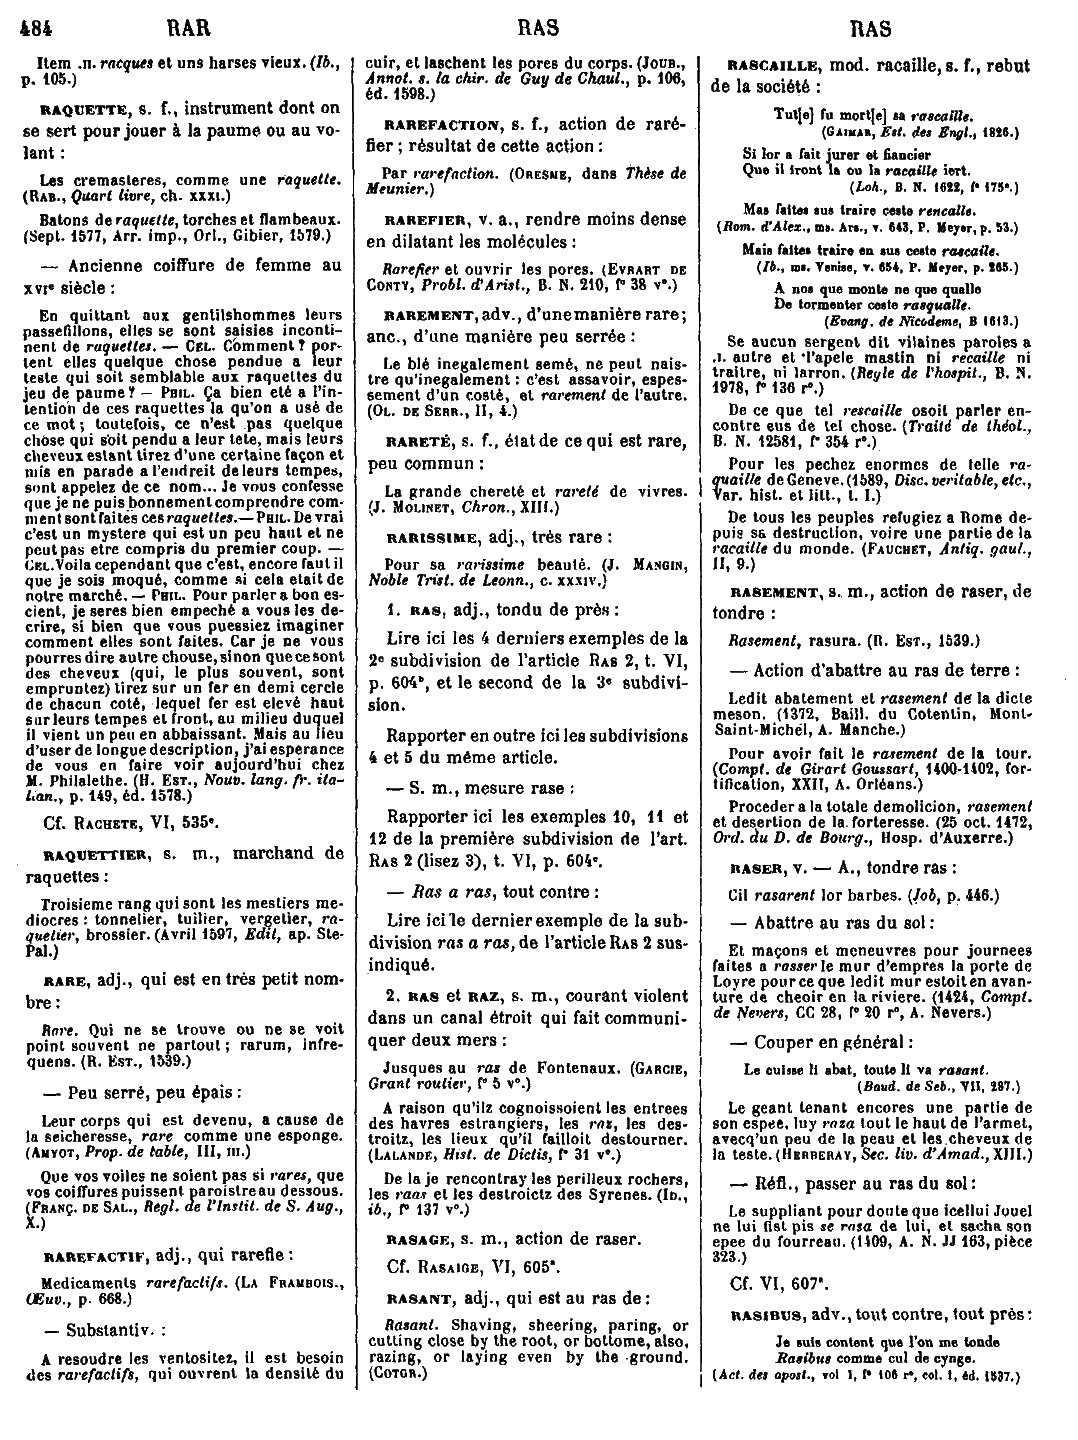 484 RAR RAS RAS
Item .II. racques et uns harses vieux. (Ib.,
p. 105.)
RAQUETTE, s. f., instrument dont on
se sert pour jouer à la paume ou au vo-
lant :
Les cremasteres, comme une raquette.
(RAB., Quart livre, ch. XXXI.)
Batons de raquette, torches et flambeaux.
(Sept. 1577, Arr. imp., Orl., Gibier, 1579.)
— Ancienne coiffure de femme au
XVIe siècle :
En quittant aux gentilshommes leurs
passefillons, elles se sont saisies inconti-
nent de raquettes. — CEL. Comment ? por-
tent elles quelque chose pendue a leur
teste qui soit semblable aux raquettes du
jeu de paume ? — PHIL. Ça bien eté a l'in-
tention de ces raquettes la qu'on a usé de
ce mot ; toutefois, ce n'est pas quelque
chose qui soit pendu a leur tete, mais leurs
cheveux estant tirez d'une certaine façon et
mis en parade a l'endreit de leurs tempes,
sont appelez de ce nom... Je vous confesse
que je ne puis bonnement comprendre com-
ment sont faites ces raquettes. — PHIL. De vrai
c'est un mystere qui est un peu haut et ne
peut pas etre compris du premier coup. —
CEL. Voila cependant que c'est, encore faut il
que je sois moqué, comme si cela etait de
notre marché. — PHIL. Pour parler a bon es-
cient, je seres bien empeché a vous les de-
crire, si bien que vous puessiez imaginer
comment elles sont faites. Car je ne vous
pourres dire autre chouse, sinon que ce sont
des cheveux (qui, le plus souvent, sont
empruntez) tirez sur un fer en demi cercle
de chacun coté, lequel fer est elevé haut
sur leurs tempes et front, au milieu duquel
il vient un peu en abbaissant. Mais au lieu
d'user de longue description, j'ai esperance
de vous en faire voir aujourd'hui chez
M. Philalethe. (H. EST., Nouv. lang. fr. ita-
lian., p. 149, éd. 1578.)
Cf. RACHETE, VI, 535c.
RAQUETTIER, s. m., marchand de
raquettes :
Troisieme rang qui sont les mestiers me-
diocres : tonnelier, tuilier, vergetier, ra-
quetier, brossier. (Avril 1597, Edit, ap. Ste-
Pal.)
RARE, adj., qui est en très petit nom-
bre :
Rare. Qui ne se trouve ou ne se voit
point souvent ne partout ; rarum, infre-
quens. (R. EST., 1539.)
— Peu serré, peu épais :
Leur corps qui est devenu, a cause de
la seicheresse, rare comme une esponge.
(AMYOT, Prop. de table, III, III.)
Que vos voiles ne soient pas si rares, que
vos coiffures puissent paroistre au dessous.
(FRANÇ. DE SAL., Regl. de l'Instit. de S. Aug.,
X.)
RAREFACTIF, adj., qui rarefie :
Medicaments rarefactifs. (LA FRAMBOIS.,
Œuv., p. 668.)
— Substantiv. :
A resoudre les ventositez, il est besoin
des rarefactifs, qui ouvrent la densité du
cuir, et laschent les pores du corps. (JOUB.,
Annot. s. la chir. de Guy de Chaul., p. 106,
éd. 1598.)
RAREFACTION, s. f., action de raré-
fier ; résultat de cette action :
Par rarefaction. (ORESME, dans Thèse de
Meunier.)
RAREFIER, v. a., rendre moins dense
en dilatant les molécules :
Rarefier et ouvrir les pores. (EVRART DE
CONTY, Probl. d'Arist., B. N. 210, f° 38 v°.)
RAREMENT, adv., d'une manière rare ;
anc., d'une manière peu serrée :
Le blé inegalement semé, ne peut nais-
tre qu'inegalement : c'est assavoir, espes-
sement d'un costé, et rarement de l'autre.
(OL. DE SERR., II, 4.)
RARETÉ, s. f., état de ce qui est rare,
peu commun :
La grande chereté et rareté de vivres.
(J. MOLINET, Chron., XIII.)
RARISSIME, adj., très rare :
Pour sa rarissime beauté. (J. MANGIN,
Noble Trist. de Leonn., c. XXXIV.)
1. RAS, adj., tondu de près :
Lire ici les 4 derniers exemples de la
2e subdivision de l'article RAS 2, t. VI,
p. 604b, et le second de la 3e subdivi-
sion.
Rapporter en outre ici les subdivisions
4 et 5 du même article.
— S. m., mesure rase :
Rapporter ici les exemples 10, 11 et
12 de la première subdivision de l'art.
RAS 2 (lisez 3), t. VI, p. 604c.
— Ras a ras, tout contre :
Lire ici le dernier exemple de la sub-
division ras a ras, de l'article RAS 2 sus-
indiqué.
2. RAS et RAZ, s. m., courant violent
dans un canal étroit qui fait communi-
quer deux mers :
Jusques au ras de Fontenaux. (GARCIE,
Grant routier, f° 5 v°.)
A raison qu'ilz cognoissoient les entrees
des havres estrangiers, les raz, les des-
troitz, les lieux qu'il failloit destourner.
(LALANDE, Hist. de Dictis, f° 31 v°.)
De la je rencontray les perilleux rochers,
les raas et les destroictz des Syrenes. (ID.,
ib., f° 137 v°.)
RASAGE, s. m., action de raser.
Cf. RASAIGE, VI, 605a.
RASANT, adj., qui est au ras de :
Rasant. Shaving, sheering, paring, or
cutting close by the root, or bottome, also,
razing, or laying even by the ground.
(COTGR.)
RASCAILLE, mod. racaille, s. f., rebut
de la société :
Tut[e] fu mort[e] sa rascaille.
(GAIMAR, Est. des Engl., 1826.)
Si lor a fait jurer et fiancier
Que il iront la ou la racaille iert.
(Loh., B. N. 1622, f° 175e.)
Mas faites sus traire ceste rencalle.
(Rom. d'Alex., ms. Ars., v. 643, P. Meyer, p. 53.)
Mais faites traire en sus ceste rascaile.
(Ib., ms. Venise, v. 654, P. Meyer, p. 265.)
A nos que monte ne que qualle
De tormenter ceste rasqualle.
(Evang. de Nicodeme, B 1613.)
Se aucun sergent dit vilaines paroles a
.I. autre et l'apele mastin ni recaille ni
traitre, ni larron. (Regle de l'hospit., B. N.
1978, f° 136 r°.)
De ce que tel rescaille osoit parler en-
contre eus de tel chose. (Traité de théol.,
B. N. 12581, f° 354 r°.)
Pour les pechez enormes de telle ra-
quaille de Geneve. (1589, Disc. veritable, etc.,
Var. hist. et litt., t. I.)
De tous les peuples refugiez a Rome de-
puis sa destruction, voire une partie de la
racaille du monde. (FAUCHET, Antiq. gaul.,
II, 9.)
RASEMENT, s. m., action de raser, de
tondre :
Rasement, rasura. (R. EST., 1539.)
— Action d'abattre au ras de terre :
Ledit abatement et rasement de la dicte
meson. (1372, Baill. du Cotentin, Mont-
Saint-Michel, A. Manche.)
Pour avoir fait le rasement de la tour.
(Compt. de Girart Goussart, 1400-1402, for-
tification, XXII, A. Orléans.)
Proceder a la totale demolicion, rasement
et desertion de la forteresse. (25 oct. 1472,
Ord. du D. de Bourg., Hosp. d'Auxerre.)
RASER, v. — A., tondre ras :
Cil rasarent lor barbes. (Job, p. 446.)
— Abattre au ras du sol :
Et maçons et meneuvres pour journees
faites a rasser le mur d'empres la porte de
Loyre pour ce que ledit mur estoit en avan-
ture de cheoir en la riviere. (1424, Compt.
de Nevers, CC 28, f° 20 r°, A. Nevers.)
— Couper en général :
Le cuisse li abat, toute li va rasant.
(Baud. de Seb., VII, 287.)
Le geant tenant encores une partie de
son espee, luy raza tout le haut de l'armet,
avecq'un peu de la peau et les cheveux de
la teste. (HERBERAY, Sec. liv. d'Amad., XIII.)
— Réfl., passer au ras du sol :
Le suppliant pour doute que icellui Jouel
ne lui fist pis se rasa de lui, et sacha son
epee du fourreau. (1409, A. N. JJ 163, pièce
323.)
Cf. VI, 607a.
RASIBUS, adv., tout contre, tout près :
Je suis content que l'on me tonde
Rasibus comme cul de cynge.
(Act. des apost., vol 1, f° 106 r°, col. 1, éd. 1537.)